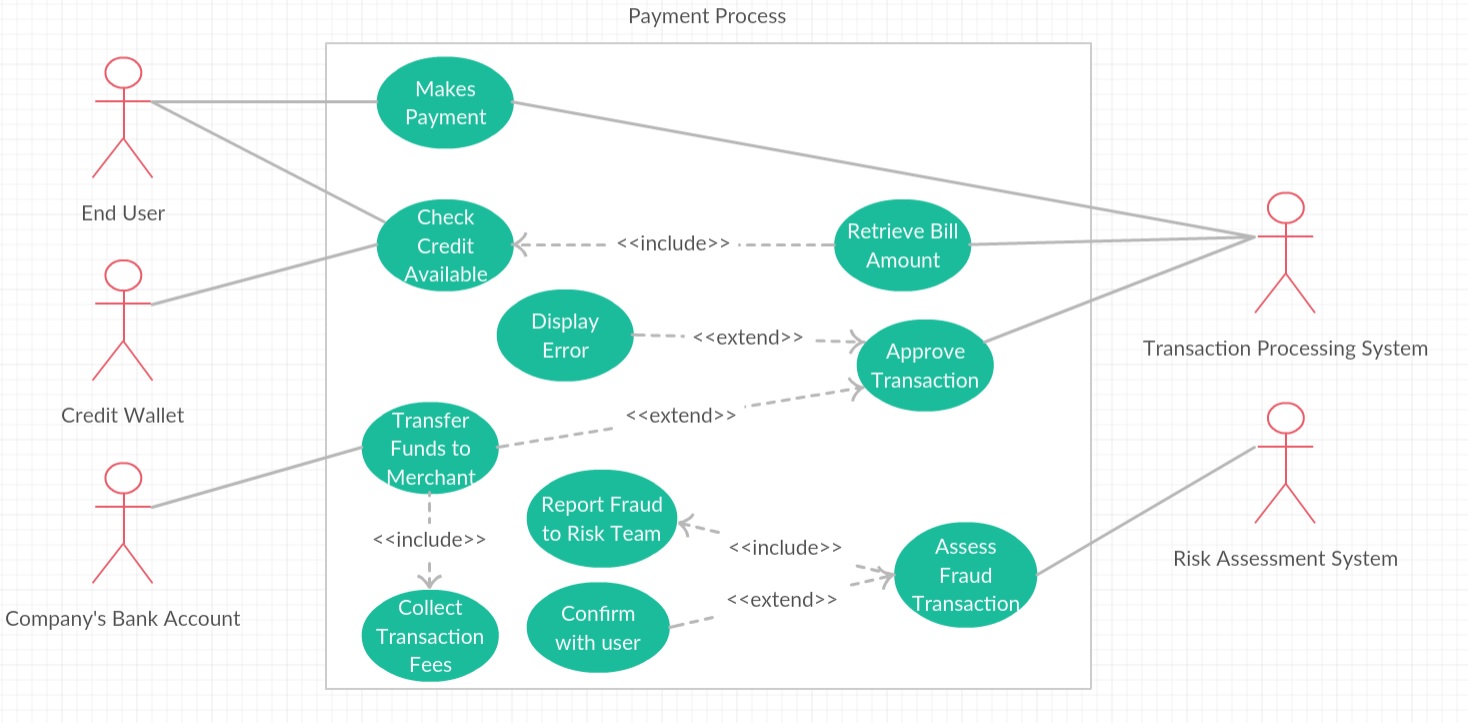 Payment Process
Makes
Payment
End User
Check
Credit
Available
<<include>>
Retrieve Bill
Amount
Credit Wallet
Display
Error
<<extend>>
Approve
Transaction
Transaction Processing System
Transfer
Funds to
Merchant
<<extend>>
Company's Bank Account
<<include>>
Collect
Transaction
Fees
Report Fraud
to Risk Team
<<include>>
Confirm
with user
<<extend>>
Assess
Fraud
Transaction
Risk Assessment System